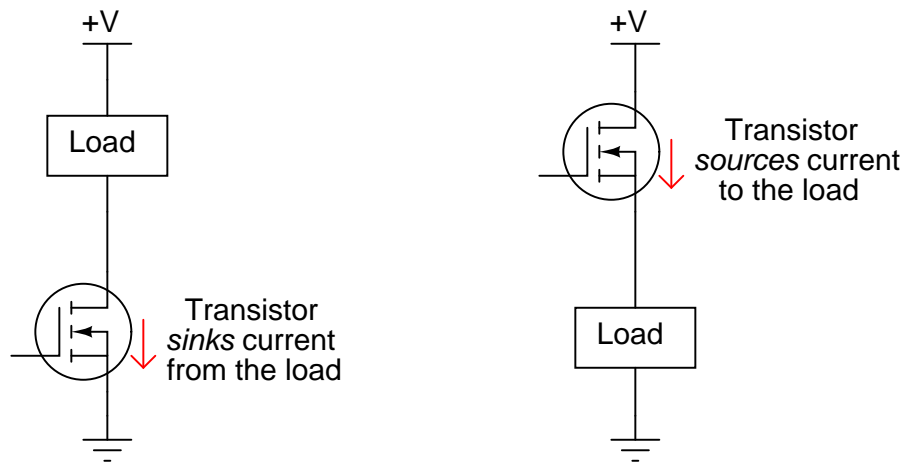 +V
Load
Transistor
sinks current
from the load
+V
Transistor
sources current
to the load
Load